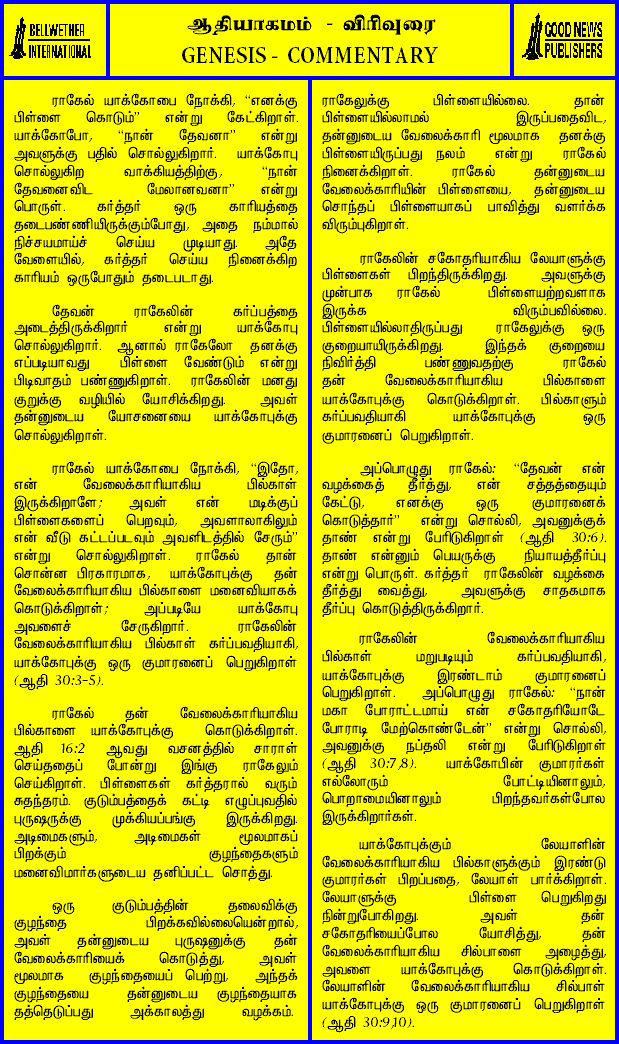 BELLWETHER
INTERNATIONAL
ஆதியாகமம் - விரிவுரை
GENESIS - COMMENTARY
GOOD NEWS
PUBLISHERS
ராகேல் யாக்கோபை நோக்கி, “எனக்கு
பிள்ளை கொடும்” என்று கேட்கிறாள்.
யாக்கோபோ, “நான் தேவனா” என்று
அவளுக்கு பதில் சொல்லுகிறார். யாக்கோபு
சொல்லுகிற வாக்கியத்திற்கு, “நான்
தேவனைவிட மேலானவனா” என்று
பொருள். கர்த்தர் ஒரு காரியத்தை
தடைபண்ணியிருக்கும்போது, அதை நம்மால்
நிச்சயமாய்ச் செய்ய முடியாது. அதே
வேளையில், கர்த்தர் செய்ய நினைக்கிற
காரியம் ஒருபோதும் தடைபடாது.
தேவன் ராகேலின் கர்ப்பத்தை
அடைத்திருக்கிறார் என்று யாக்கோபு
சொல்லுகிறார். ஆனால் ராகேலோ தனக்கு
எப்படியாவது பிள்ளை வேண்டும் என்று
பிடிவாதம் பண்ணுகிறாள். ராகேலின் மனது
குறுக்கு வழியில் யோசிக்கிறது. அவள்
தன்னுடைய யோசனையை யாக்கோபுக்கு
சொல்லுகிறாள்.
ராகேல் யாக்கோபை நோக்கி, “இதோ,
என் வேலைக்காரியாகிய பில்காள்
இருக்கிறாளே; அவள் என் மடிக்குப்
பிள்ளைகளைப் பெறவும், அவளாலாகிலும்
என் வீடு கட்டப்படவும் அவளிடத்தில் சேரும்”
என்று சொல்லுகிறாள். ராகேல் தான்
சொன்ன பிரகாரமாக, யாக்கோபுக்கு தன்
வேலைக்காரியாகிய பில்காளை மனைவியாகக்
கொடுக்கிறாள்; அப்படியே யாக்கோபு
அவளைச் சேருகிறார். ராகேலின்
வேலைக்காரியாகிய பில்காள் கர்ப்பவதியாகி,
யாக்கோபுக்கு ஒரு குமாரனைப் பெறுகிறாள்
(ஆதி 30:3-5).
ராகேல் தன் வேலைக்காரியாகிய
பில்காளை யாக்கோபுக்கு கொடுக்கிறாள்.
ஆதி 16:2 ஆவது வசனத்தில் சாராள்
செய்ததைப் போன்று இங்கு ராகேலும்
செய்கிறாள். பிள்ளைகள் கர்த்தரால் வரும்
சுதந்தரம். குடும்பத்தைக் கட்டி எழுப்புவதில்
புருஷருக்கு முக்கியப்பங்கு இருக்கிறது.
அடிமைகளும், அடிமைகள் மூலமாகப்
பிறக்கும் குழந்தைகளும்
மனைவிமார்களுடைய தனிப்பட்ட சொத்து.
ஒரு குடும்பத்தின் தலைவிக்கு
குழந்தை பிறக்கவில்லையென்றால்,
அவள் தன்னுடைய புருஷனுக்கு தன்
வேலைக்காரியைக் கொடுத்து, அவள்
மூலமாக குழந்தையைப் பெற்று, அந்தக்
குழந்தையை தன்னுடைய குழந்தையாக
தத்தெடுப்பது அக்காலத்து வழக்கம்.
ராகேலுக்கு பிள்ளையில்லை. தான்
பிள்ளையில்லாமல் இருப்பதைவிட,
தன்னுடைய வேலைக்காரி மூலமாக தனக்கு
பிள்ளையிருப்பது நலம் என்று ராகேல்
நினைக்கிறாள். ராகேல் தன்னுடைய
வேலைக்காரியின் பிள்ளையை, தன்னுடைய
சொந்தப் பிள்ளையாகப் பாவித்து வளர்க்க
விரும்புகிறாள்.
ராகேலின் சகோதரியாகிய லேயாளுக்கு
பிள்ளைகள் பிறந்திருக்கிறது. அவளுக்கு
முன்பாக ராகேல் பிள்ளையற்றவளாக
இருக்க விரும்பவில்லை.
பிள்ளையில்லாதிருப்பது ராகேலுக்கு ஒரு
குறையாயிருக்கிறது. இந்தக் குறையை
நிவிர்த்தி பண்ணுவதற்கு ராகேல்
தன் வேலைக்காரியாகிய பில்காளை
யாக்கோபுக்கு கொடுக்கிறாள். பில்காளும்
கர்ப்பவதியாகி யாக்கோபுக்கு ஒரு
குமாரனைப் பெறுகிறாள்.
அப்பொழுது ராகேல்: “தேவன் என்
வழக்கைத் தீர்த்து, என் சத்தத்தையும்
கேட்டு, எனக்கு ஒரு குமாரனைக்
கொடுத்தார்” என்று சொல்லி, அவனுக்குத்
தாண் என்று பேரிடுகிறாள் (ஆதி 30:6).
தாண் என்னும் பெயருக்கு நியாயத்தீர்ப்பு
என்று பொருள். கர்த்தர் ராகேலின் வழக்கை
தீர்த்து வைத்து, அவளுக்கு சாதகமாக
தீர்ப்பு கொடுத்திருக்கிறார்.
ராகேலின் வேலைக்காரியாகிய
பில்காள் மறுபடியும் கர்ப்பவதியாகி,
யாக்கோபுக்கு இரண்டாம் குமாரனைப்
பெறுகிறாள். அப்பொழுது ராகேல்: “நான்
மகா போராட்டமாய் என் சகோதரியோடே
போராடி மேற்கொண்டேன்” என்று சொல்லி,
அவனுக்கு நப்தலி என்று பேரிடுகிறாள்
(ஆதி 30:7,8). யாக்கோபின் குமாரர்கள்
எல்லோரும் போட்டியினாலும்,
பொறாமையினாலும் பிறந்தவர்கள்போல
இருக்கிறார்கள்.
யாக்கோபுக்கும் லேயாளின்
வேலைக்காரியாகிய பில்காளுக்கும் இரண்டு
குமாரர்கள் பிறப்பதை, லேயாள் பார்க்கிறாள்.
லேயாளுக்கு பிள்ளை பெறுகிறது
நின்றுபோகிறது. அவள் தன்
சகோதரியைப்போல யோசித்து, தன்
வேலைக்காரியாகிய சில்பாளை அழைத்து,
அவளை யாக்கோபுக்கு கொடுக்கிறாள்.
லேயாளின் வேலைக்காரியாகிய சில்பாள்
யாக்கோபுக்கு ஒரு குமாரனைப் பெறுகிறாள்
(ஆதி 30:9,10).